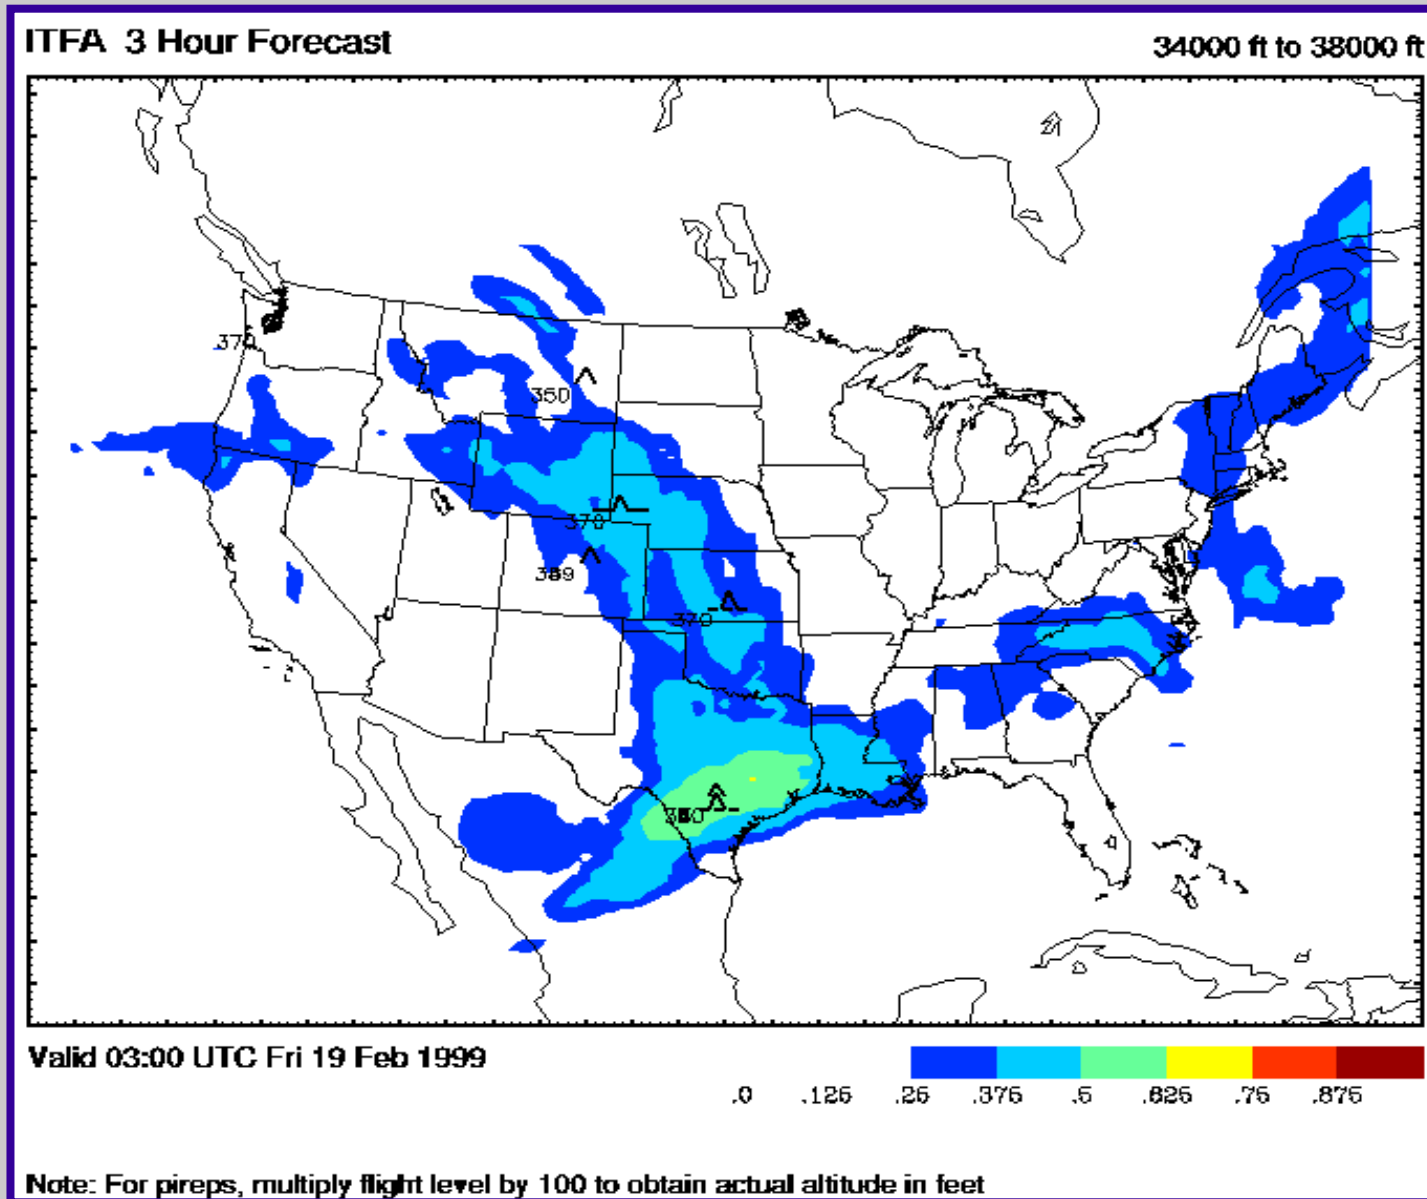 ITFA 3 Hour Forecast
34000 ft to 38000 ft
370
350
370
389
370
Valid 03:00 UTC Fri 19 Feb 1999
.0 .125 .25 .375 .5 .625 .75 .875
Note: For pireps, multiply flight level by 100 to obtain actual altitude in feet